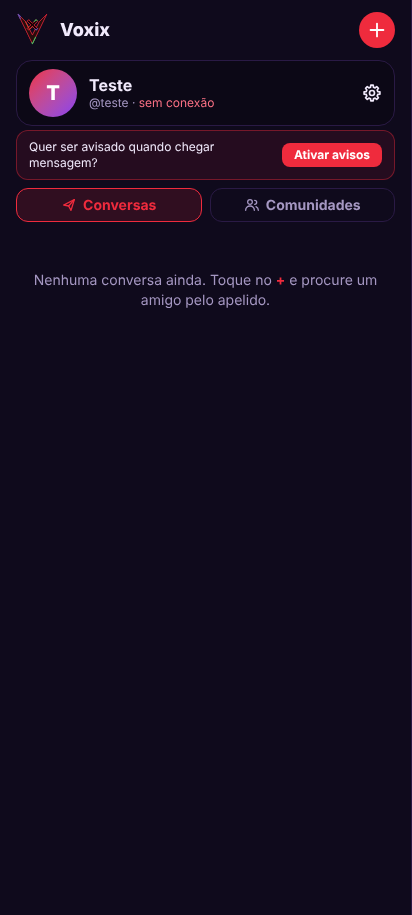 Voxix
T
Teste
@teste · sem conexão
Quer ser avisado quando chegar
mensagem?
Ativar avisos
Conversas
Comunidades
Nenhuma conversa ainda. Toque no + e procure um
amigo pelo apelido.